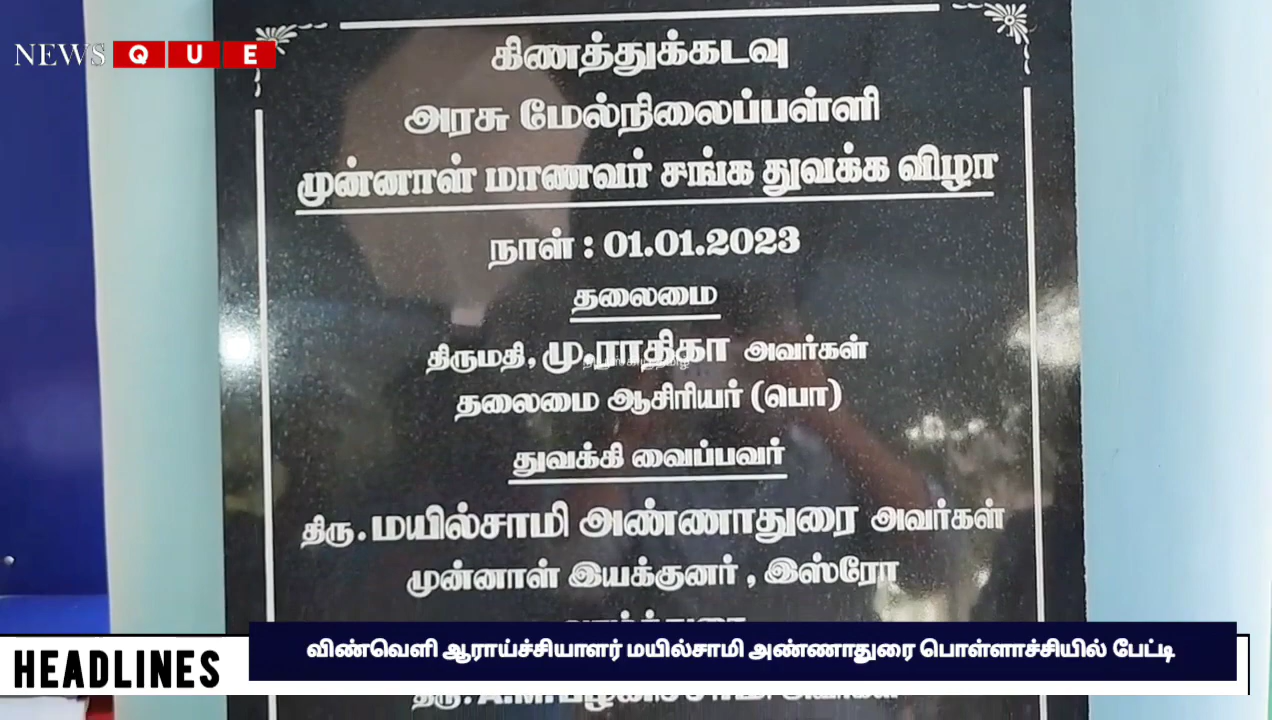 NEWS QUE
கிணத்துக்கடவு
அரசு மேல்நிலைப்பள்ளி
முன்னாள் மாணவர் சங்க துவக்க விழா
நாள் : 01.01.2023
தலைமை
திருமதி, மு.ராதிகா அவர்கள்
தலைமை ஆசிரியர் (பொ)
துவக்கி வைப்பவர்
திரு. மயில்சாமி அண்ணாதுரை அவர்கள்
முன்னாள் இயக்குனர் , இஸ்ரோ
விண்வெளி ஆராய்ச்சியாளர் மயில்சாமி அண்ணாதுரை பொள்ளாச்சியில் பேட்டி
HEADLINES